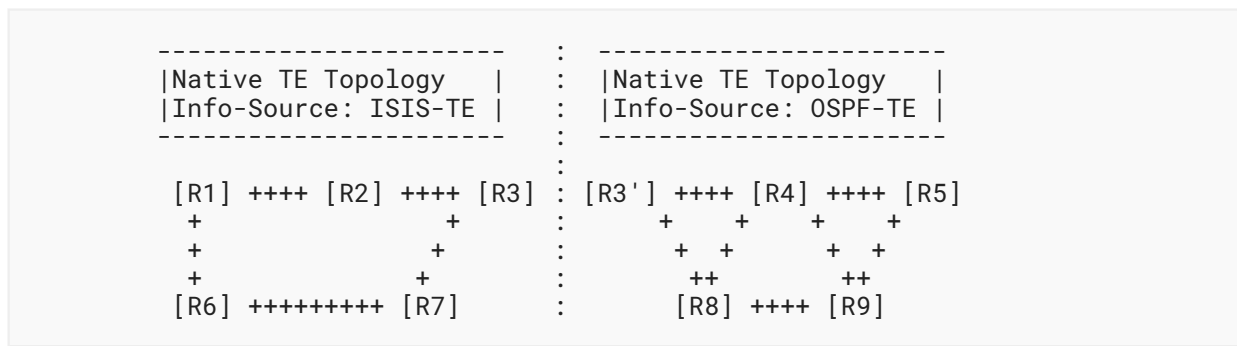 -----------------------   :  -----------------------
|Native TE Topology   |   :  |Native TE Topology   |
|Info-Source: ISIS-TE |   :  |Info-Source: OSPF-TE |
-----------------------   :  -----------------------
                          :
 [R1] ++++ [R2] ++++ [R3] : [R3'] ++++ [R4] ++++ [R5]
  +                +      :      +    +    +    +
  +               +       :       +  +      +  +
  +              +        :        ++        ++
 [R6] +++++++++ [R7]      :       [R8] ++++ [R9]